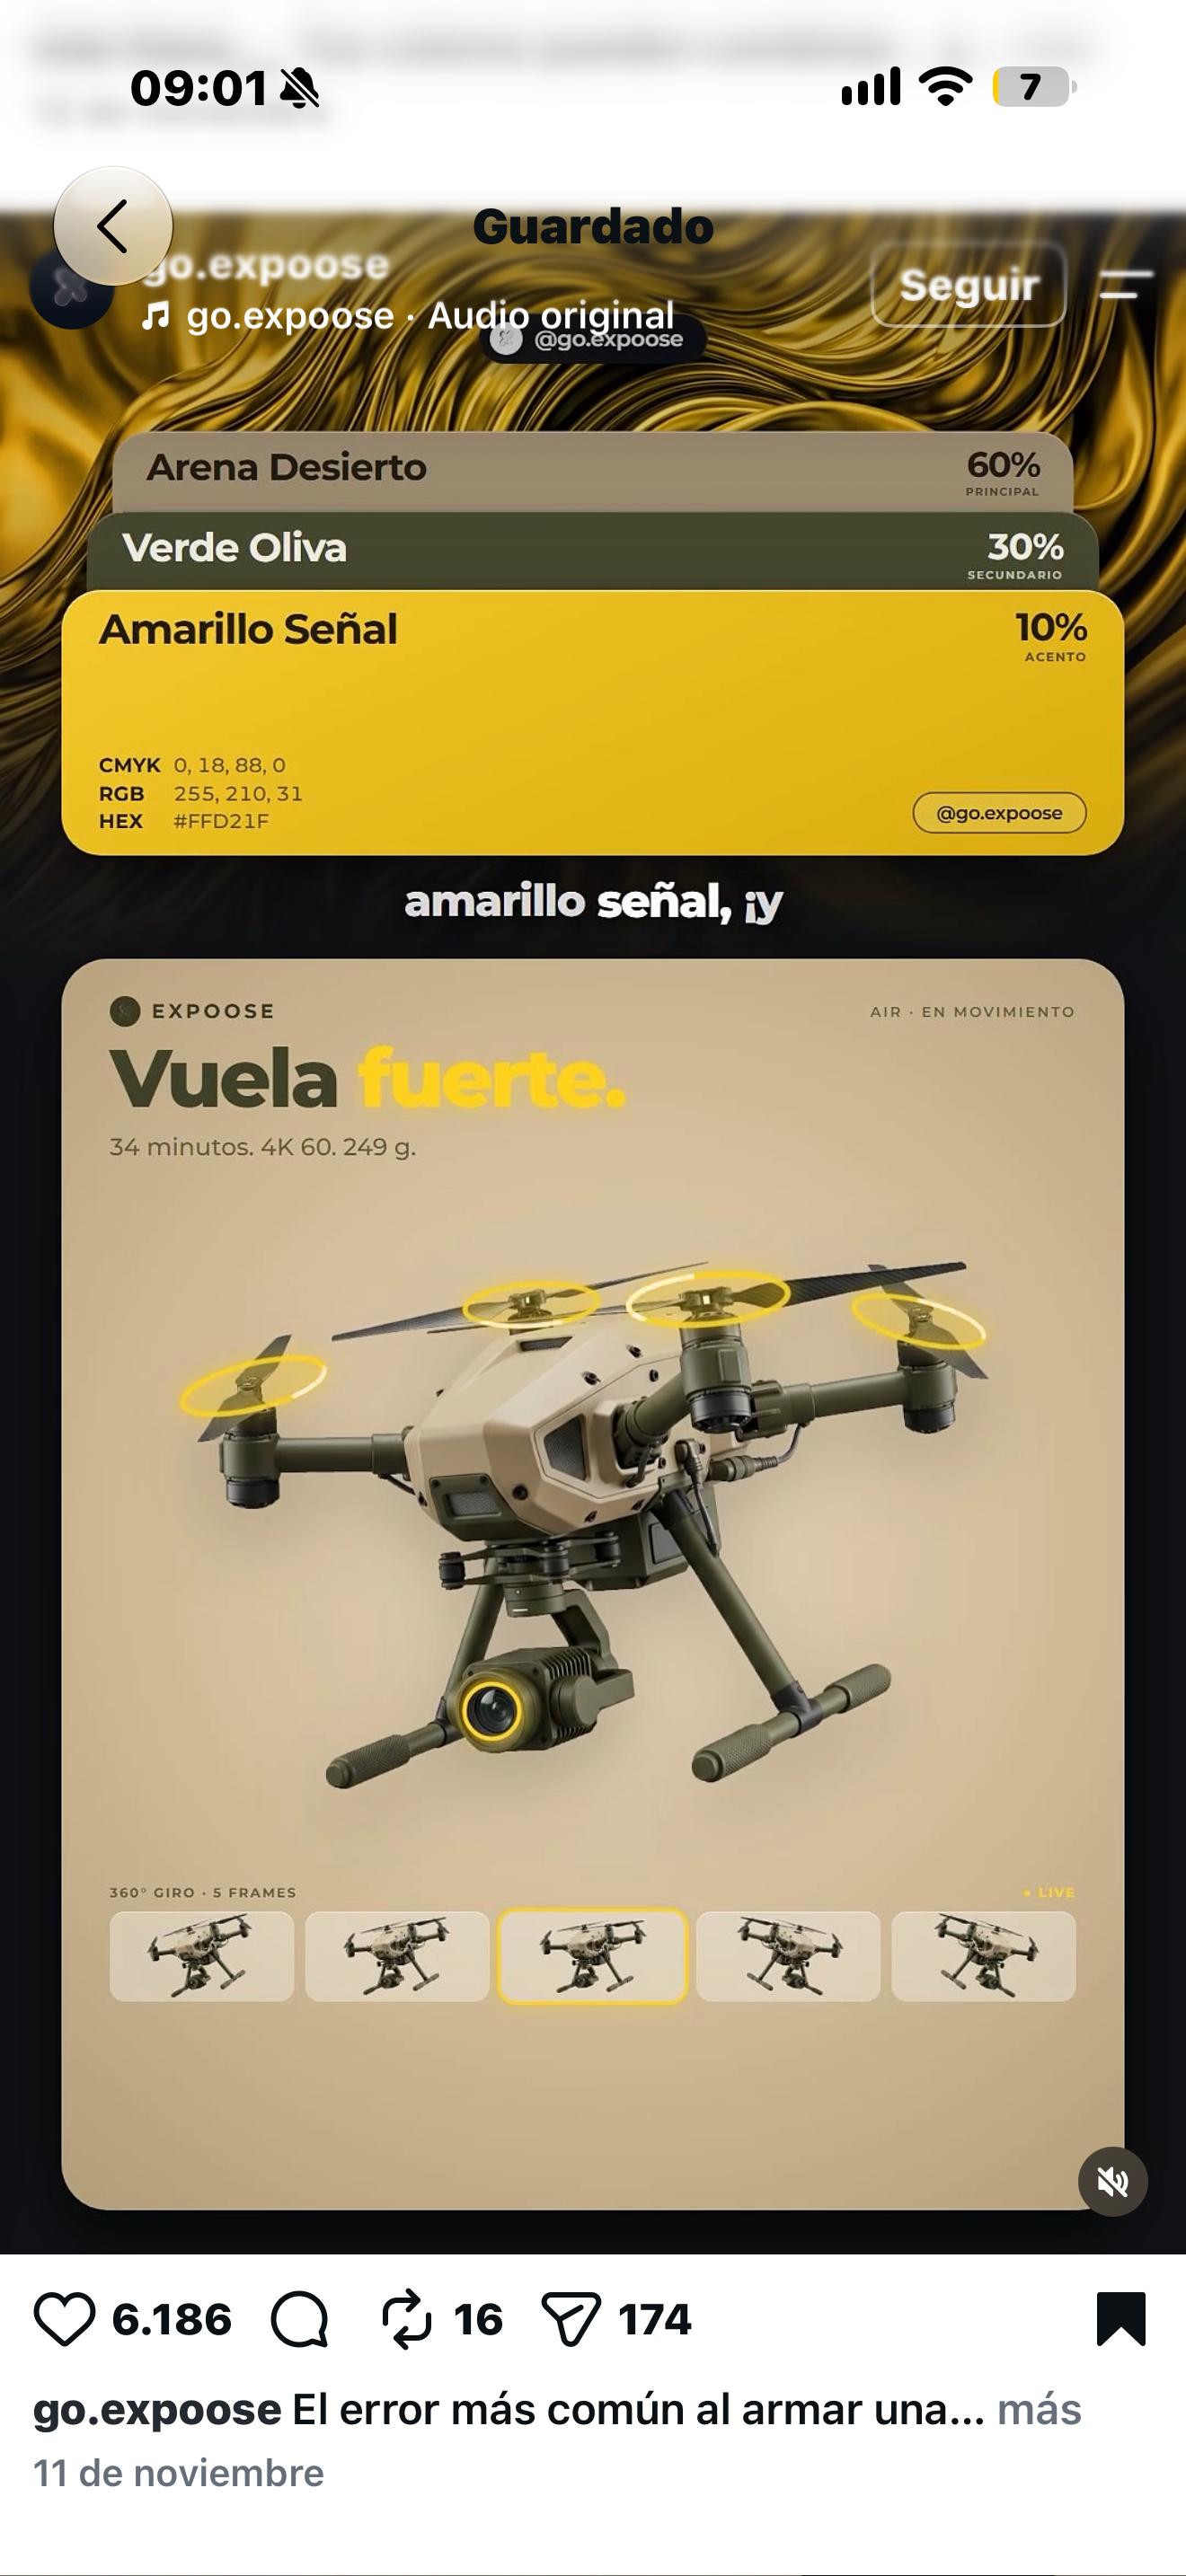 09:01
7
Guardado
go.expoose
Seguir
go.expoose · Audio original
@go.expoose
Arena Desierto
60%
PRINCIPAL
Verde Oliva
30%
SECUNDARIO
Amarillo Señal
10%
ACENTO
CMYK 0, 18, 88, 0
RGB 255, 210, 31
HEX #FFD21F
@go.expoose
amarillo señal, ¡y
EXPOOSE
AIR · EN MOVIMIENTO
Vuela fuerte.
34 minutos. 4K 60. 249 g.
360° GIRO · 5 FRAMES
• LIVE
6.186
16
174
go.expoose El error más común al armar una... más
11 de noviembre